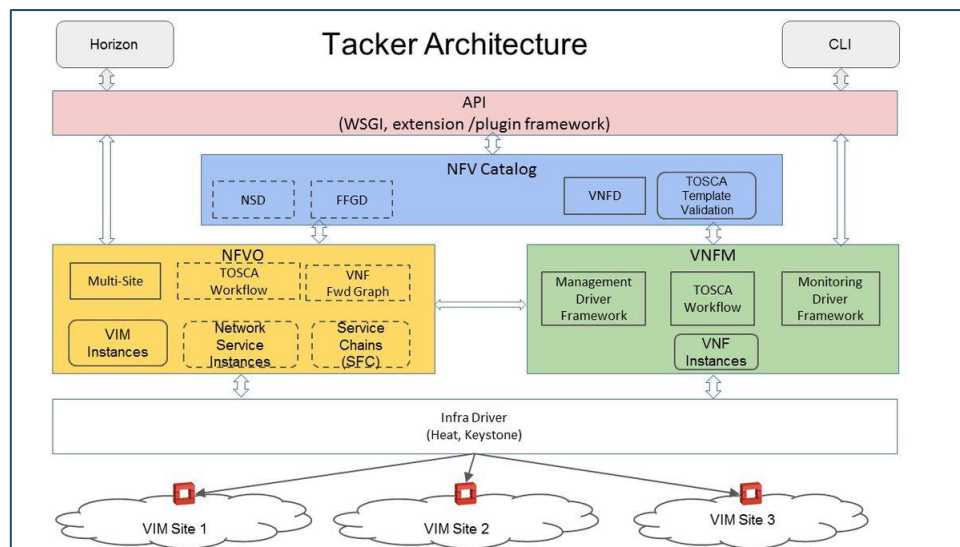 Horizon
Tacker Architecture
CLI
API
(WSGI, extension /plugin framework)
NFV Catalog
NSD
FFGD
VNFD
TOSCA
Template
Validation
NFVO
Multi-Site
TOSCA
Workflow
VNF
Fwd Graph
VIM
Instances
Network
Service
Instances
Service
Chains
(SFC)
VNFM
Management
Driver
Framework
TOSCA
Workflow
Monitoring
Driver
Framework
VNF
Instances
Infra Driver
(Heat, Keystone)
VIM Site 1
VIM Site 2
VIM Site 3